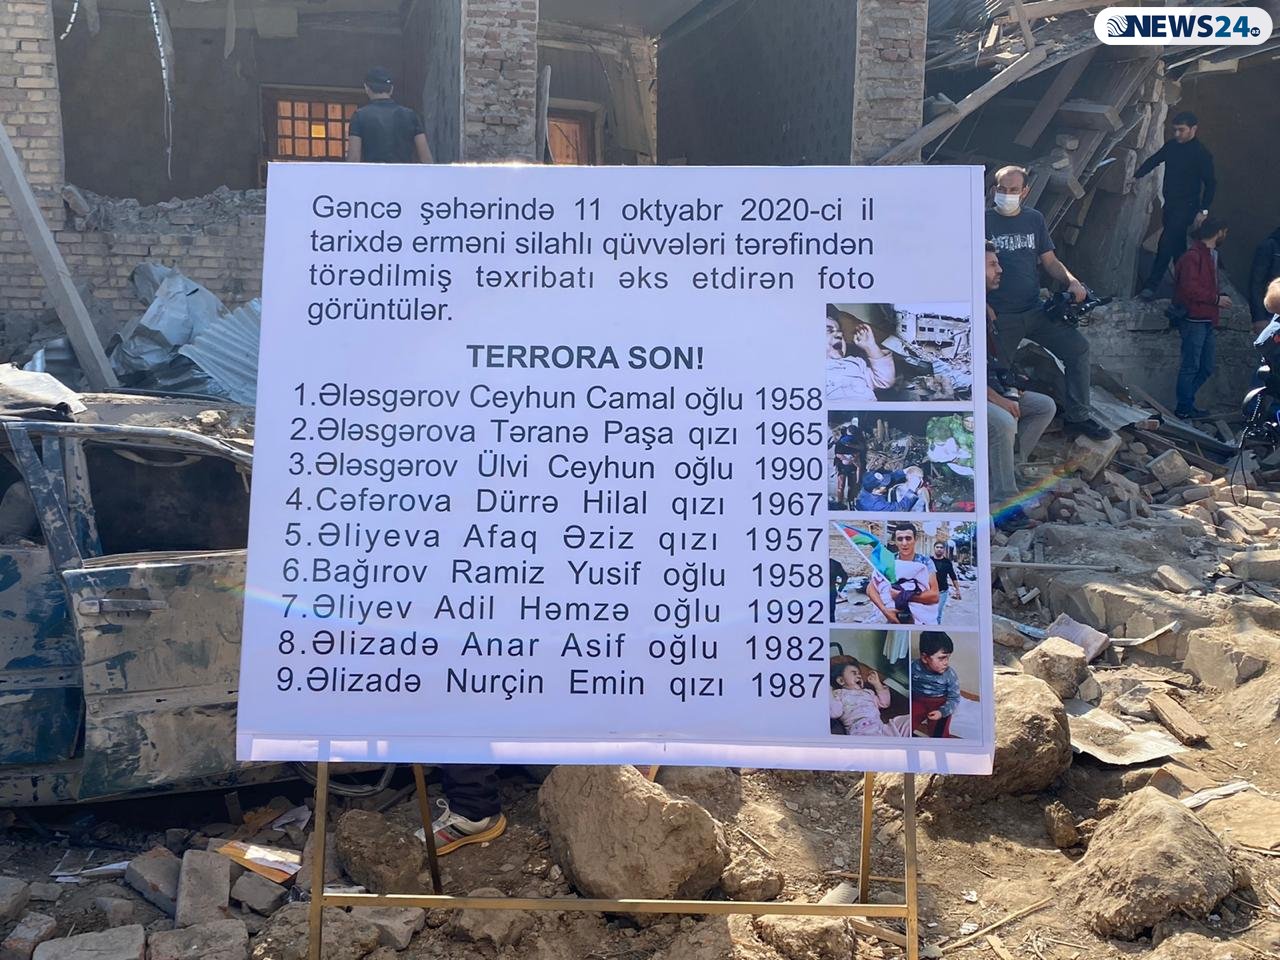 NEWS24.az
Gəncə şəhərində 11 oktyabr 2020-ci il
tarixdə erməni silahlı qüvvələri tərəfindən
törədilmiş təxribatı əks etdirən foto
görüntülər.
TERRORA SON!
1.Ələsgərov Ceyhun Camal oğlu 1958
2.Ələsgərova Təranə Paşa qızı 1965
3.Ələsgərov Ülvi Ceyhun oğlu 1990
4.Cəfərova Dürrə Hilal qızı 1967
5.Əliyeva Afaq Əziz qızı 1957
6.Bağırov Ramiz Yusif oğlu 1958
7.Əliyev Adil Həmzə oğlu 1992
8.Əlizadə Anar Asif oğlu 1982
9.Əlizadə Nurçin Emin qızı 1987